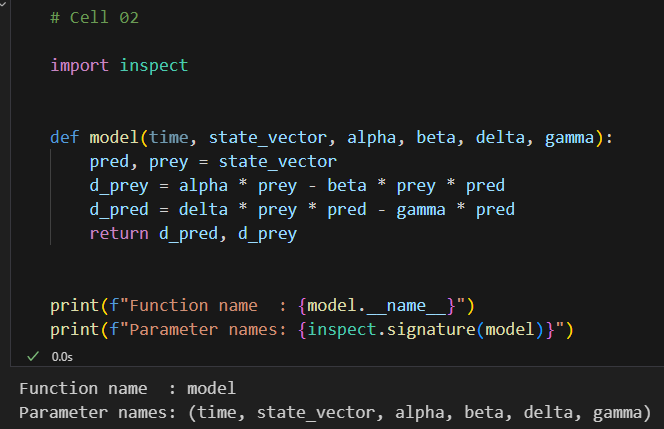 # Cell 02
import inspect
def model(time, state_vector, alpha, beta, delta, gamma):
    pred, prey = state_vector
    d_prey = alpha * prey - beta * prey * pred
    d_pred = delta * prey * pred - gamma * pred
    return d_pred, d_prey
print(f"Function name  : {model.__name__}")
print(f"Parameter names: {inspect.signature(model)}")
0.0s
Function name  : model
Parameter names: (time, state_vector, alpha, beta, delta, gamma)